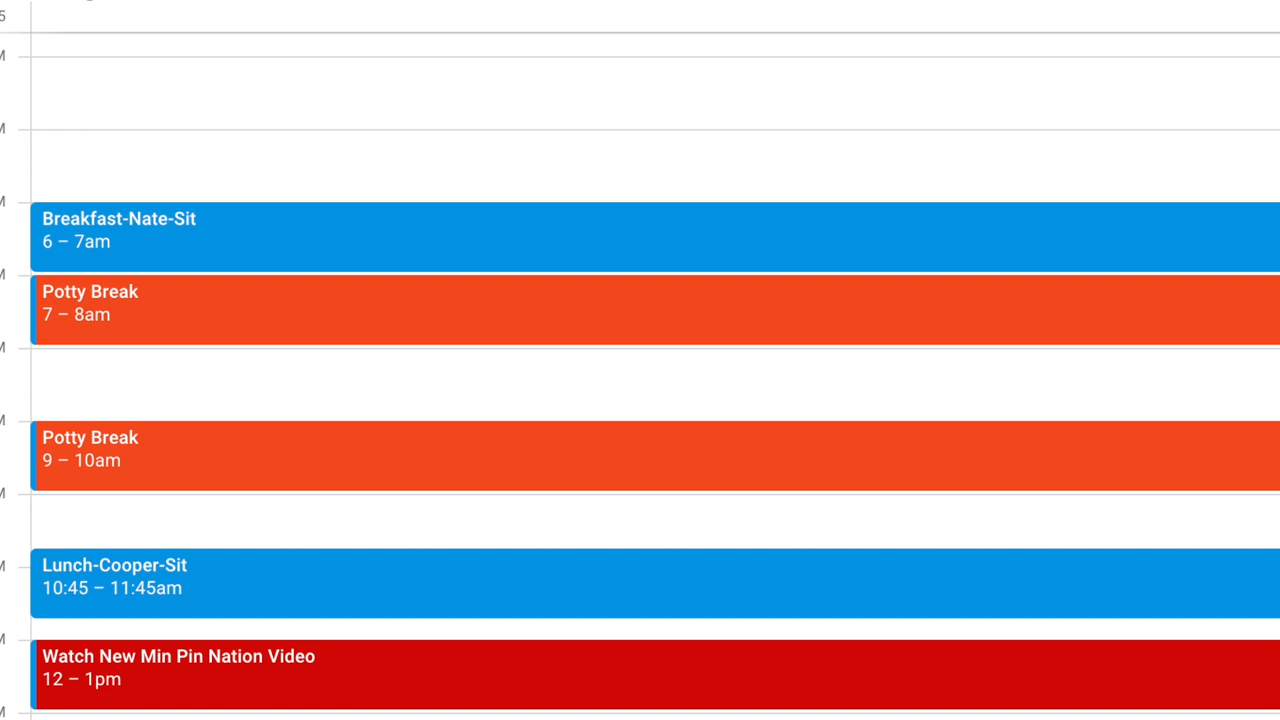 5
M
M
M
Breakfast-Nate-Sit
6 – 7am
M
Potty Break
7 – 8am
M
M
Potty Break
9 – 10am
M
M
Lunch-Cooper-Sit
10:45 – 11:45am
M
Watch New Min Pin Nation Video
12 – 1pm
M